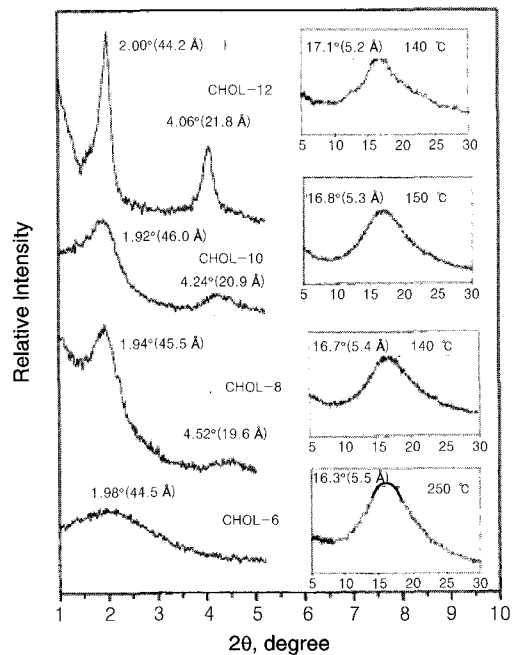 2.00°(44.2 Å)
17.1°(5.2 Å) 140 ℃
CHOL-12
4.06°(21.8 Å)
5 10 15 20 25 30
16.8°(5.3 Å) 150 ℃
1.92°(46.0 Å)
CHOL-10
4.24°(20.9 Å)
5 10 15 20 25 30
Relative Intensity
1.94°(45.5 Å)
16.7°(5.4 Å) 140 ℃
CHOL-8
4.52°(19.6 Å)
5 10 15 20 25 30
16.3°(5.5 Å)
1.98°(44.5 Å)
250 ℃
CHOL-6
5 10 15 20 25 30
1 2 3 4 5 6 7 8 9 10
2θ, degree